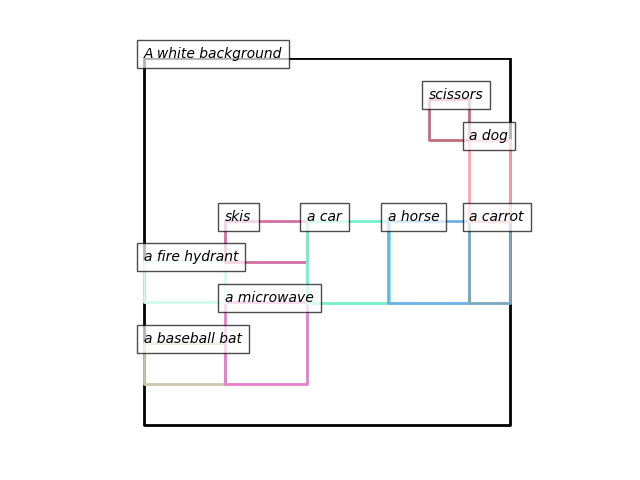 A white background
scissors
a dog
skis
a car
a horse
a carrot
a fire hydrant
a microwave
a baseball bat